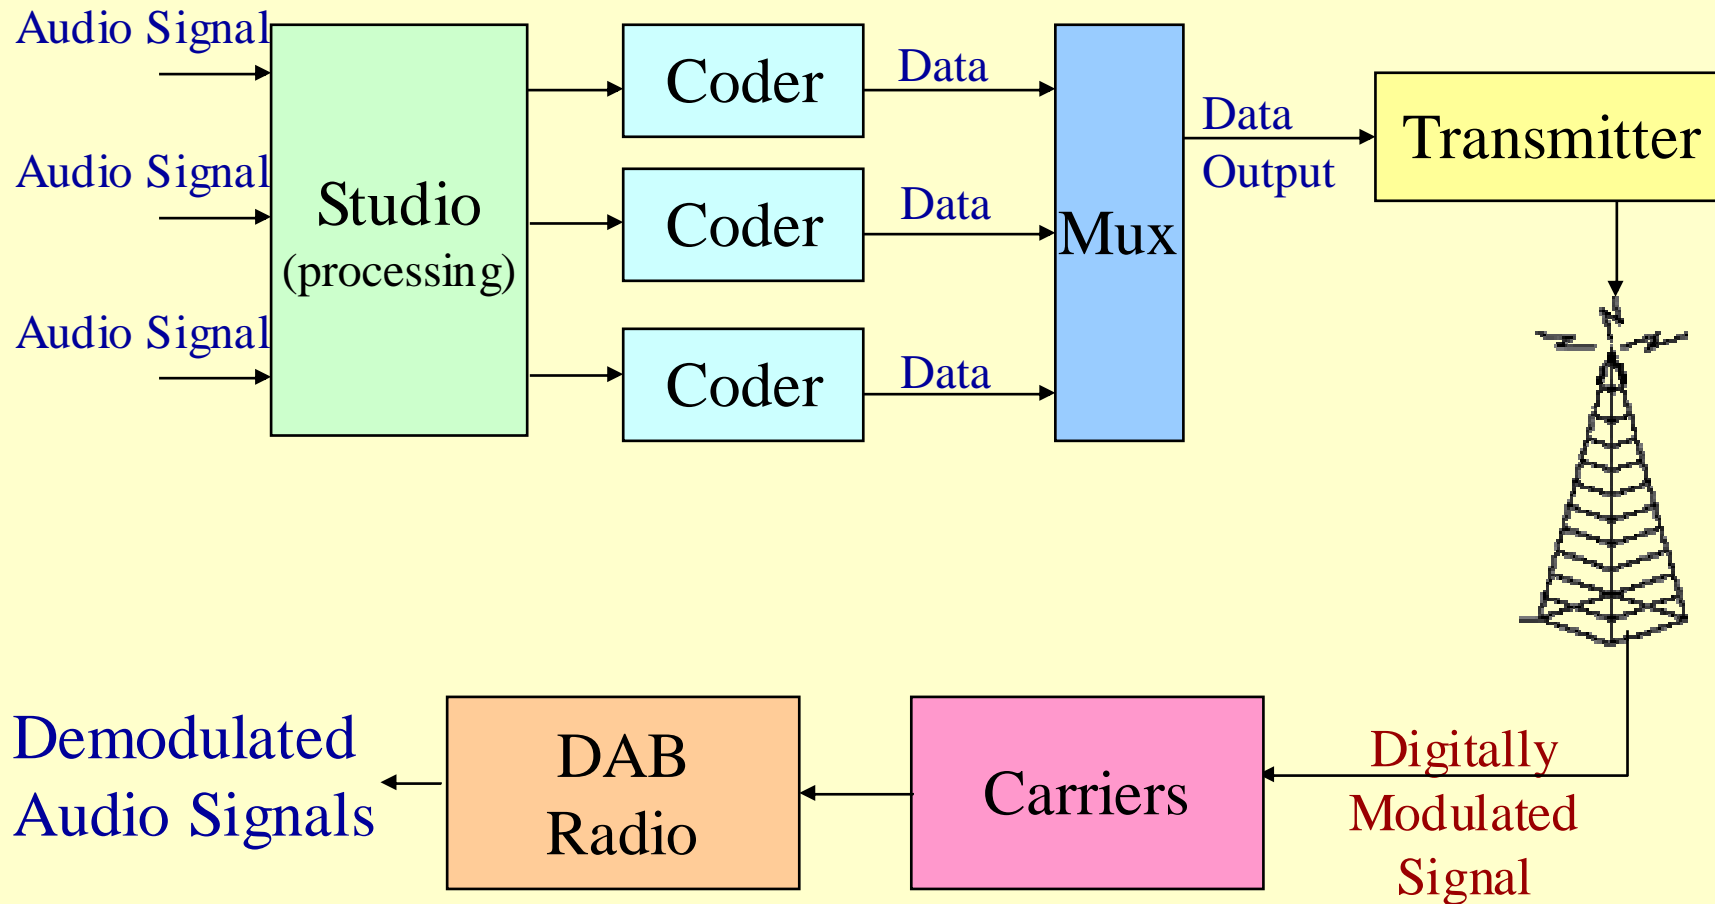 Audio Signal
Audio Signal
Audio Signal
Studio
(processing)
Coder
Coder
Coder
Data
Data
Data
Mux
Data
Output
Transmitter
Digitally
Modulated
Signal
Carriers
DAB
Radio
Demodulated
Audio Signals